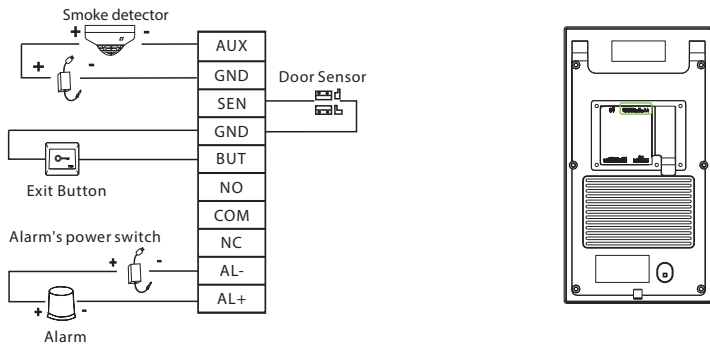 Smoke detector
+ -
+ -
AUX
GND
SEN
GND
BUT
NO
COM
NC
AL-
AL+
Door Sensor
Exit Button
Alarm's power switch
+ -
+ -
Alarm